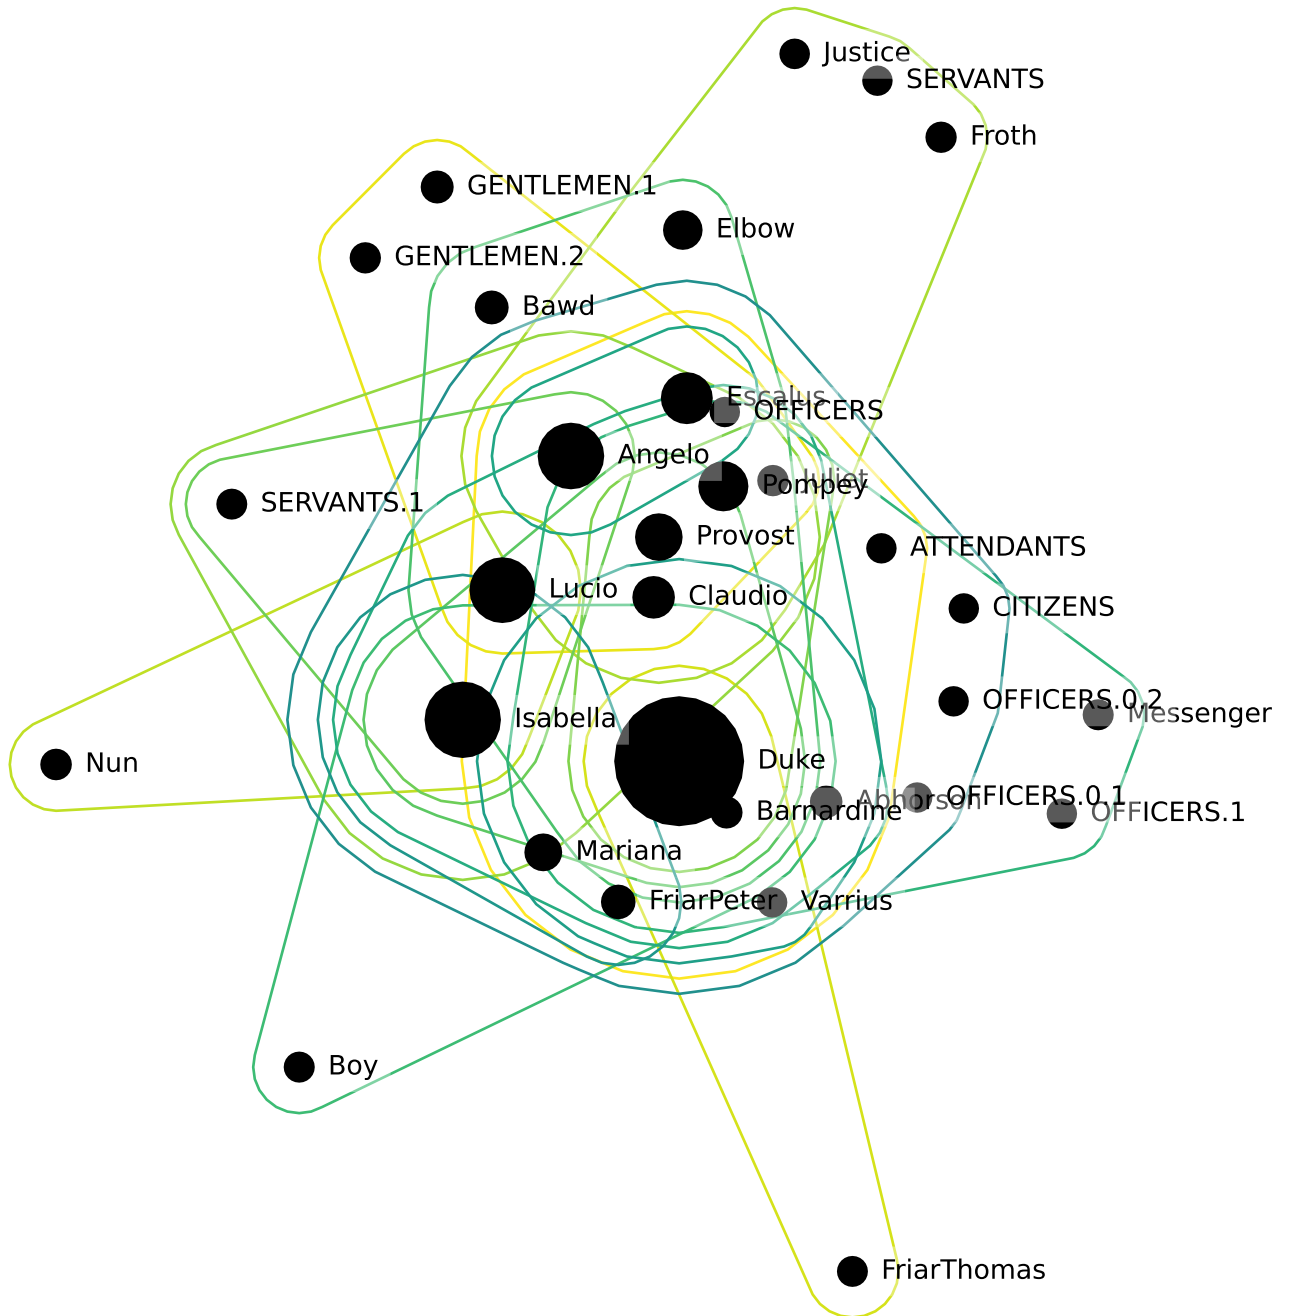 Justice
SERVANTS
Froth
GENTLEMEN.1
Elbow
GENTLEMEN.2
Bawd
Escalus
OFFICERS
Angelo
Juliet
Pompey
SERVANTS.1
Provost
ATTENDANTS
Lucio
Claudio
CITIZENS
OFFICERS.0.2
Messenger
Isabella
Duke
Nun
OFFICERS.0.1
Abhorson
Barnardine
OFFICERS.1
Mariana
FriarPeter
Varrius
Boy
FriarThomas